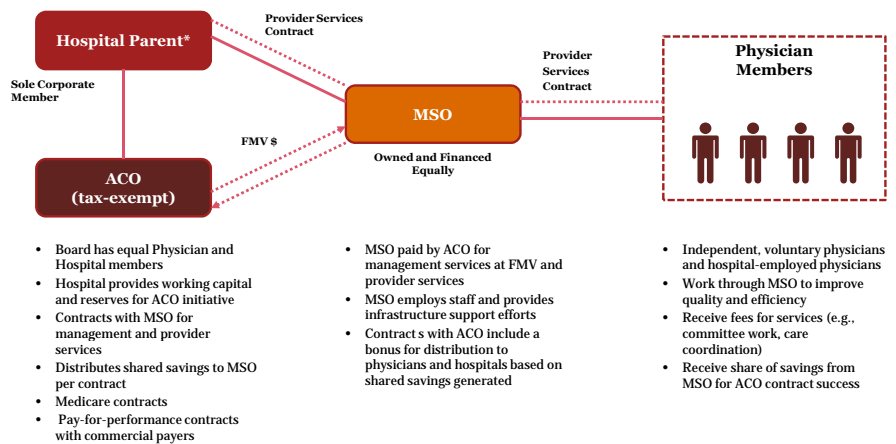 Provider Services
Contract
Hospital Parent*
Sole Corporate
Member
Provider
Services
Contract
Physician
Members
MSO
FMV $
Owned and Financed
Equally
ACO
(tax-exempt)
• Board has equal Physician and
Hospital members
• Hospital provides working capital
and reserves for ACO initiative
• Contracts with MSO for
management and provider
services
• Distributes shared savings to MSO
per contract
• Medicare contracts
• Pay-for-performance contracts
with commercial payers
• MSO paid by ACO for
management services at FMV and
provider services
• MSO employs staff and provides
infrastructure support efforts
• Contract s with ACO include a
bonus for distribution to
physicians and hospitals based on
shared savings generated
• Independent, voluntary physicians
and hospital-employed physicians
• Work through MSO to improve
quality and efficiency
• Receive fees for services (e.g.,
committee work, care
coordination)
• Receive share of savings from
MSO for ACO contract success